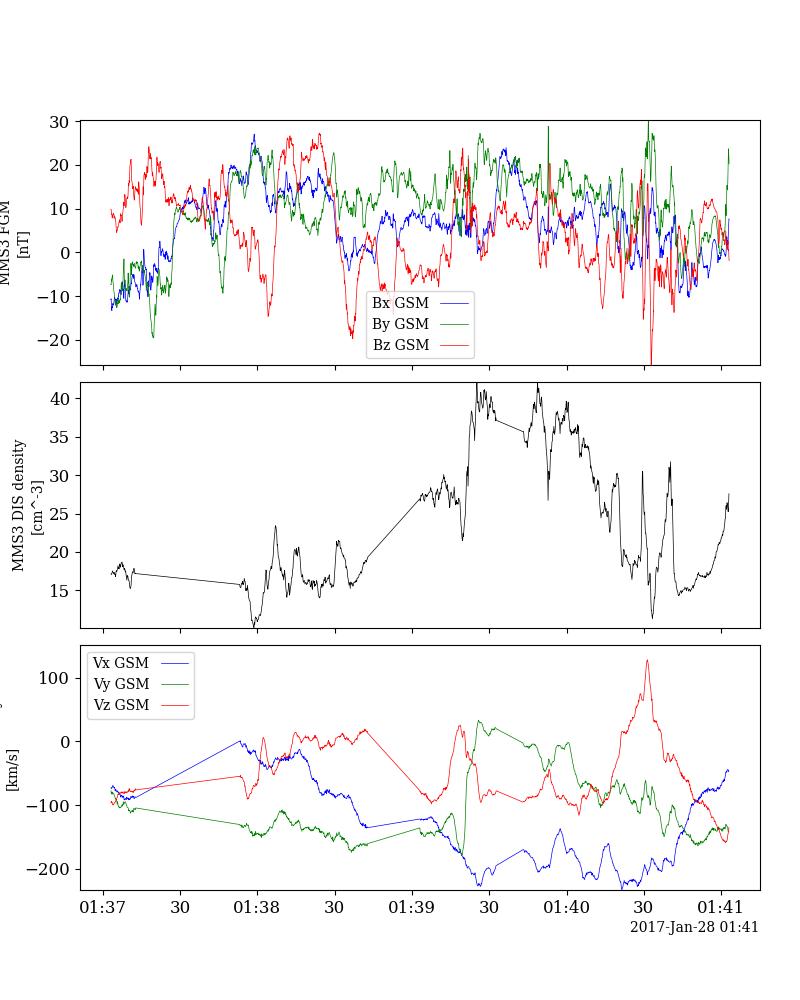 30
20
10
0
−10
−20
MMS3 FGM
[nT]
Bx GSM
By GSM
Bz GSM
40
35
30
25
20
15
MMS3 DIS density
[cm^-3]
100
0
−100
−200
[km/s]
Vx GSM
Vy GSM
Vz GSM
01:37 30 01:38 30 01:39 30 01:40 30 01:41
2017-Jan-28 01:41